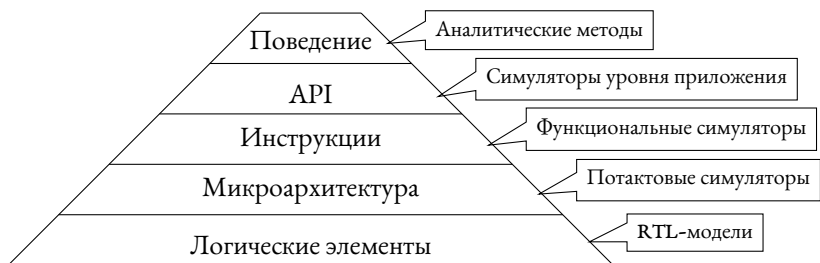 Поведение
Аналитические методы
API
Симуляторы уровня приложения
Инструкции
Функциональные симуляторы
Микроархитектура
Потактовые симуляторы
Логические элементы
RTL-модели